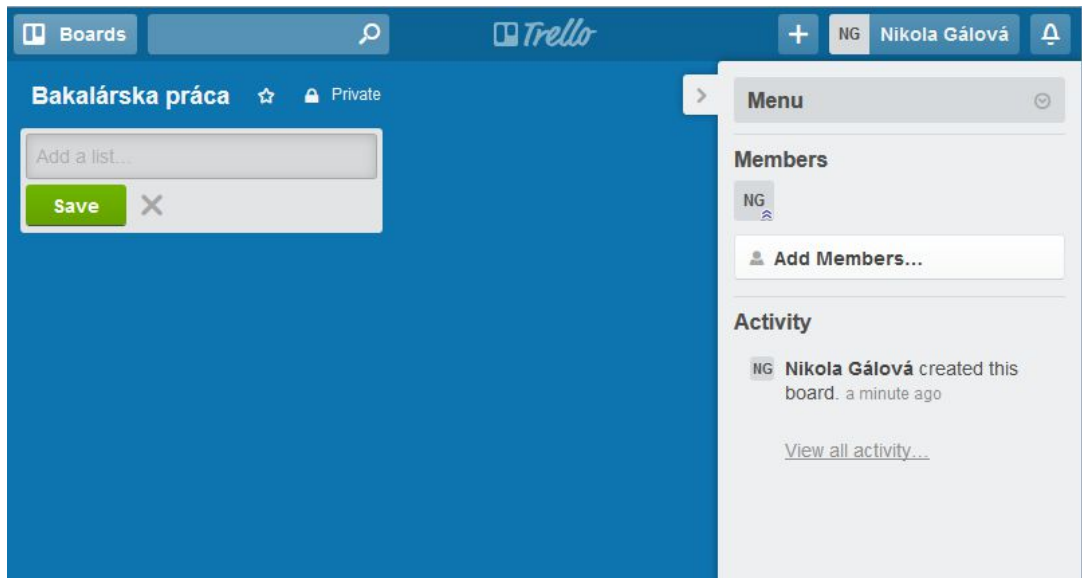 Boards
Trello
NG Nikola Gálová
Bakalárska práca
Private
Add a list...
Save
Menu
Members
NG
Add Members...
Activity
NG Nikola Gálová created this
board. a minute ago
View all activity...